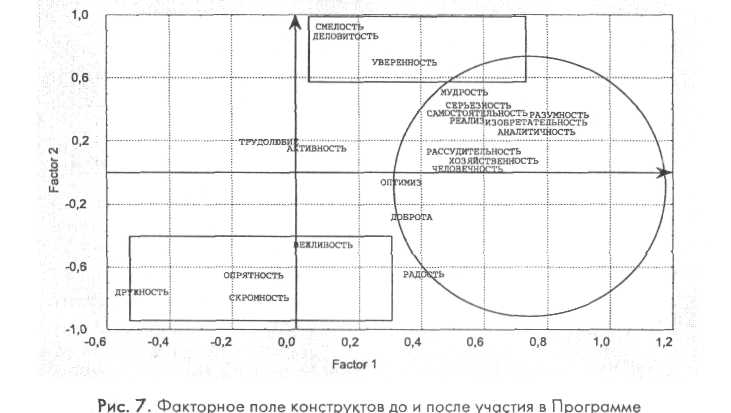 1,0
СМЕЛОСТЬ
ДЕЛОВИТОСТЬ
УВЕРЕННОСТЬ
0,6
МУДРОСТЬ
СЕРЬЕЗНОСТЬ
САМОСТОЯТЕЛЬНОСТЬ РАЗУМНОСТЬ
РЕАЛИЗ ИЗОБРЕТАТЕЛЬНОСТЬ
АНАЛИТИЧНОСТЬ
0,2
ТРУДОЛЮБИЕ
АКТИВНОСТЬ
РАССУДИТЕЛЬНОСТЬ
ХОЗЯЙСТВЕННОСТЬ
ЧЕЛОВЕЧНОСТЬ
Factor 2
ОПТИМИЗ
-0,2
ДОБРОТА
ВЕЖЛИВОСТЬ
-0,6
ОПРЯТНОСТЬ
РАДОСТЬ
ДРУЖНОСТЬ
СКРОМНОСТЬ
-1,0
-0,6 -0,4 -0,2 0,0 0,2 0,4 0,6 0,8 1,0 1,2
Factor 1
Рис. 7. Факторное поле конструктов до и после участия в Программе